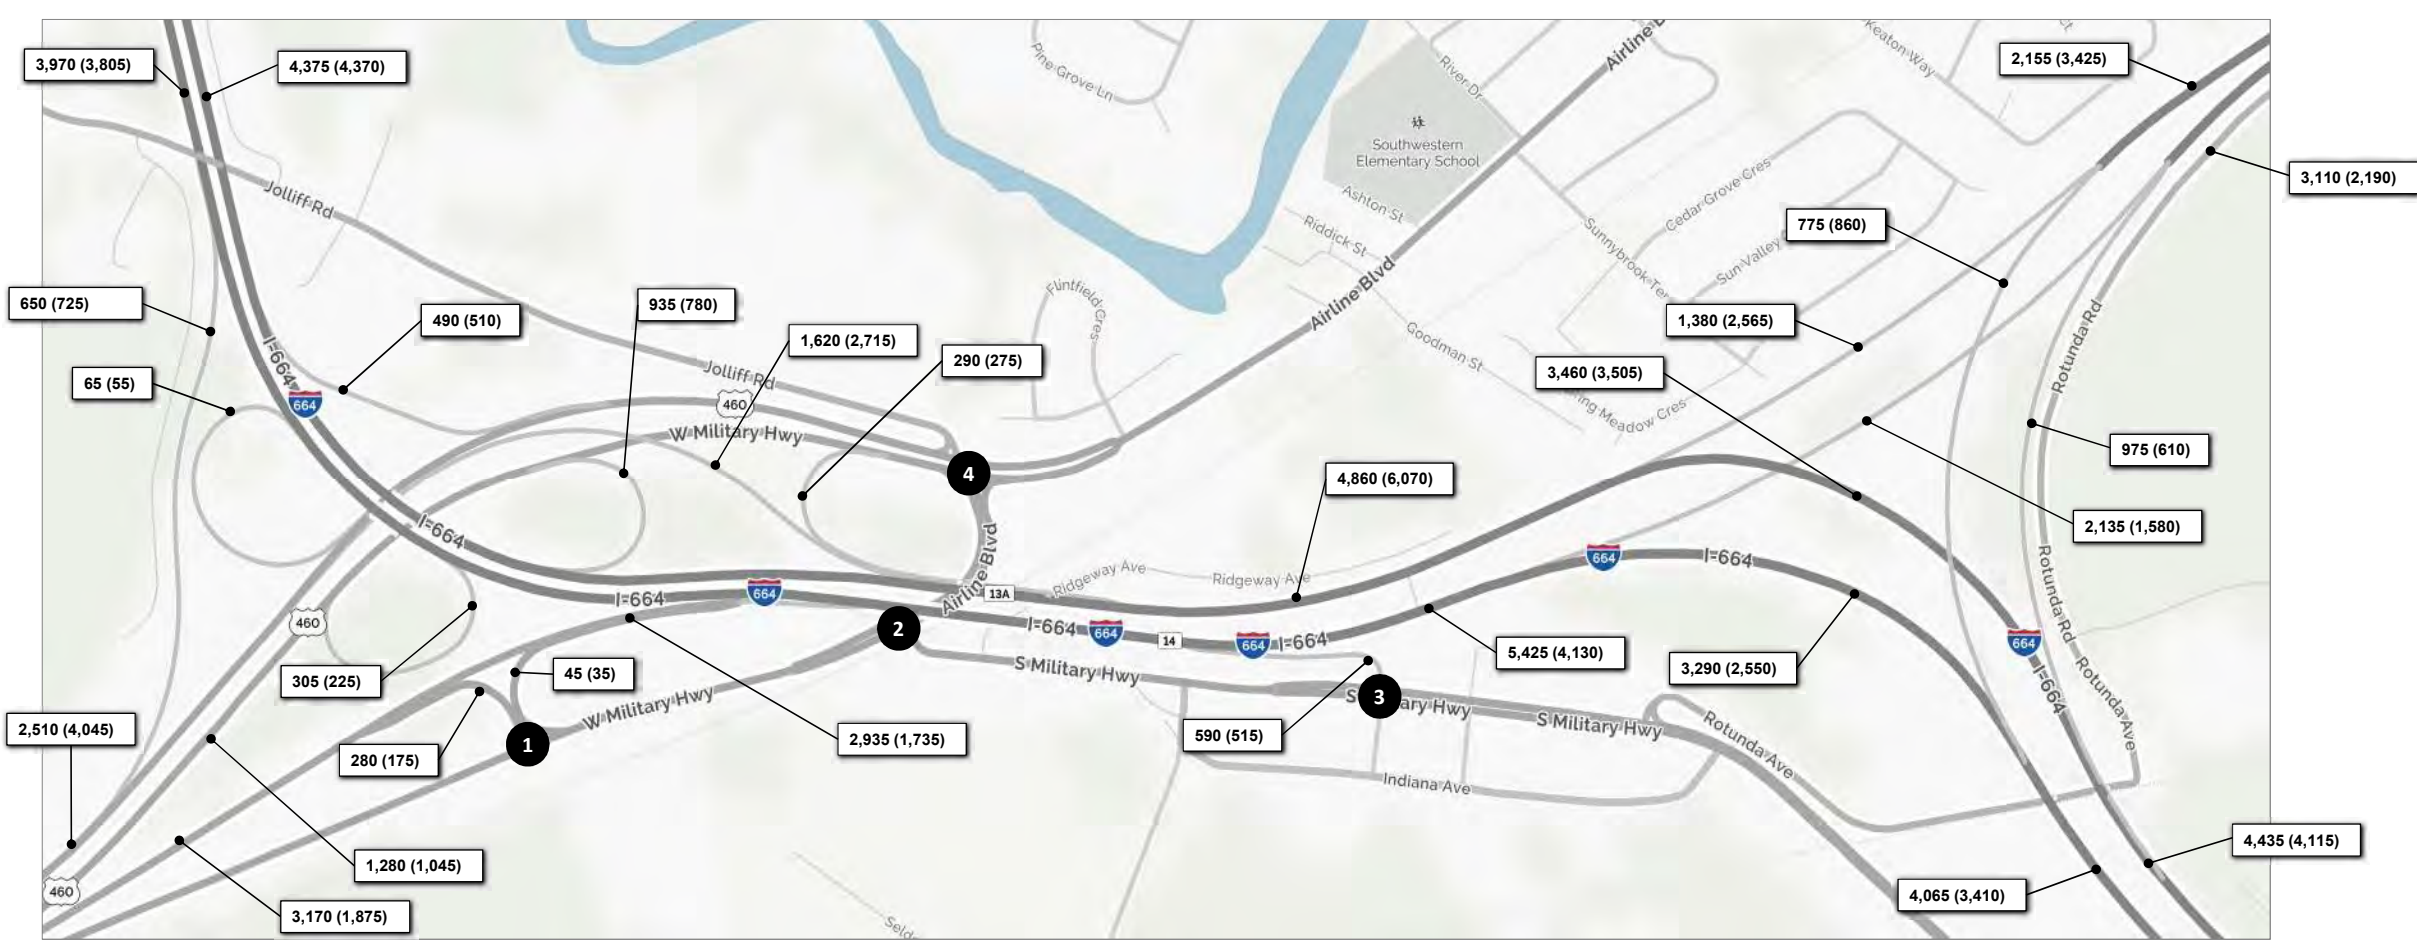 3,970 (3,805)
4,375 (4,370)
2,155 (3,425)
3,110 (2,190)
Pine Grove Ln
River Dr
Airline B
Keaton Way
Ct
Southwestern
Elementary School
Ashton St
Riddick St
Cedar Grove Cres
Sunnybrook Ter
Sun Valley
775 (860)
Jolliff Rd
650 (725)
490 (510)
935 (780)
1,620 (2,715)
290 (275)
Flintfield Cres
Airline Blvd
Goodman St
1,380 (2,565)
3,460 (3,505)
Rotunda Rd
65 (55)
I-664
664
Jolliff Rd
460
W Military Hwy
4
ring Meadow Cres
975 (610)
4,860 (6,070)
2,135 (1,580)
I-664
Airline Blvd
Ridgeway Ave
Ridgeway Ave
664
I-664
Rotunda Rd
I-664
664
13A
460
2
I-664
664
14
664
I-664
5,425 (4,130)
3,290 (2,550)
664
I-664
Rotunda Ave
305 (225)
45 (35)
S Military Hwy
W Military Hwy
3
S
ary Hwy
S Military Hwy
Rotunda Ave
2,510 (4,045)
280 (175)
1
2,935 (1,735)
590 (515)
Indiana Ave
1,280 (1,045)
4,435 (4,115)
460
3,170 (1,875)
4,065 (3,410)
Seld